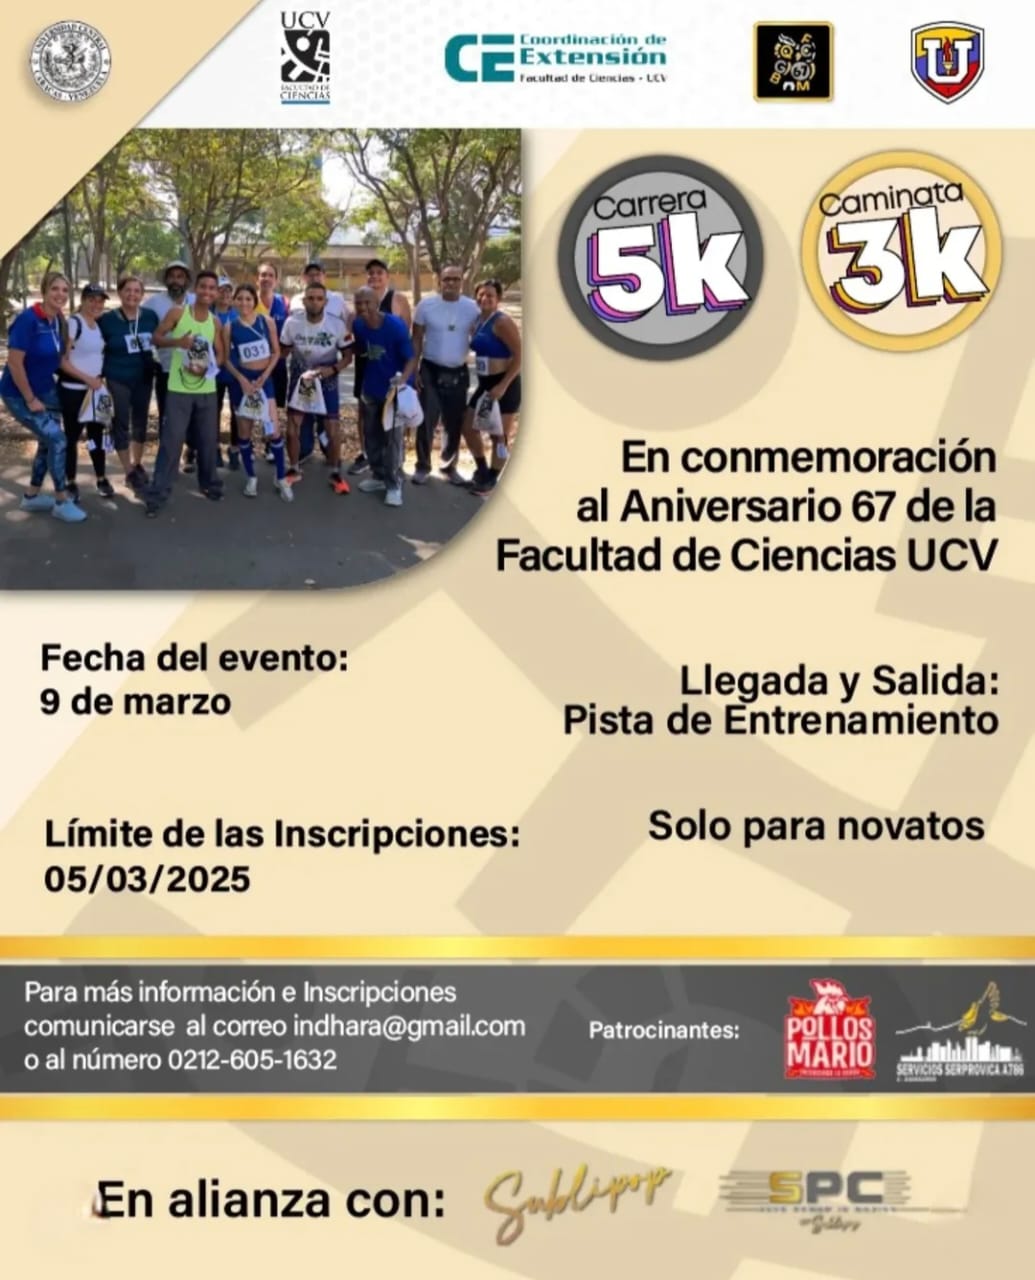 UCV
FACULTAD DE
CIENCIAS
CE
Coordinación de
Extensión
Facultad de Ciencias - UCV
U
Carrera
5k
Caminata
3k
031
En conmemoración
al Aniversario 67 de la
Facultad de Ciencias UCV
Fecha del evento:
9 de marzo
Llegada y Salida:
Pista de Entrenamiento
Límite de las Inscripciones:
05/03/2025
Solo para novatos
Para más información e Inscripciones
comunicarse al correo indhara@gmail.com
o al número 0212-605-1632
Patrocinantes:
POLLOS
MARIO
SERVICIOS SERPROVICA A786
En alianza con:
Sublipop
SPC